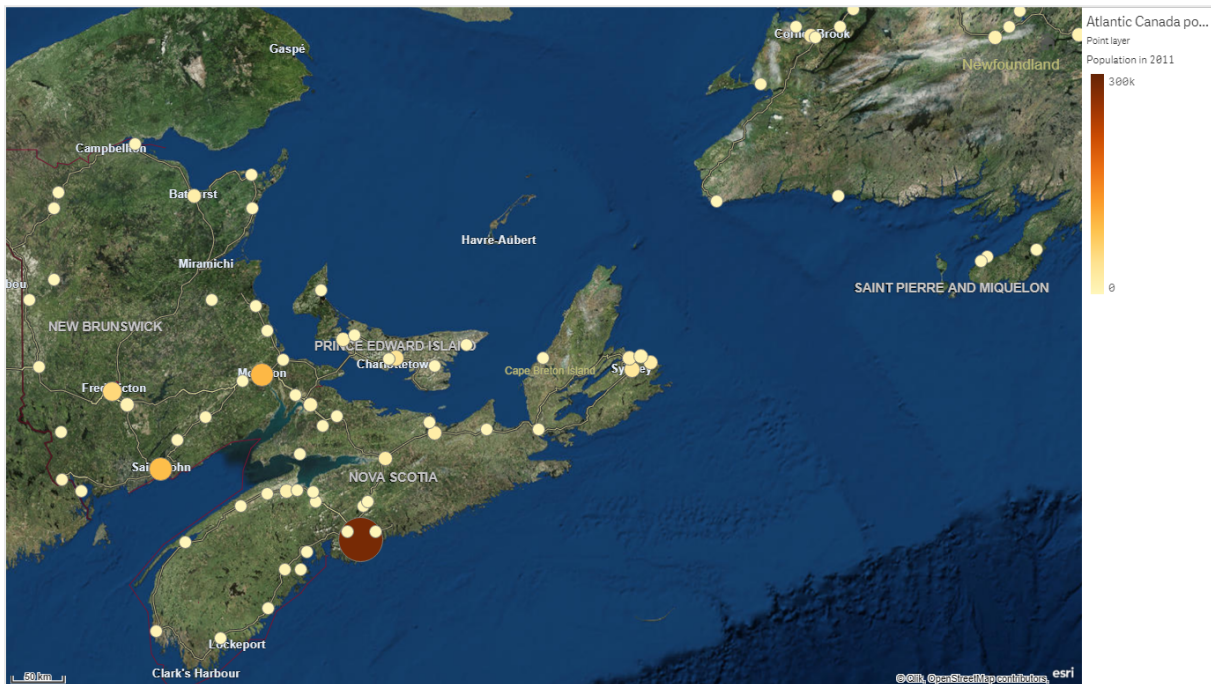 Gaspé
Corner Brook
Newfoundland
Campbellton
Bathurst
Havre-Aubert
Miramichi
bou
SAINT PIERRE AND MIQUELON
NEW BRUNSWICK
PRINCE EDWARD ISLAND
Charlottetown
Cape Breton Island
Sydney
Moncton
Fredericton
Saint John
NOVA SCOTIA
Lockeport
Clark's Harbour
50 km
© Qlik, OpenStreetMap contributors,
esri
Atlantic Canada po...
Point layer
Population in 2011
300k
0